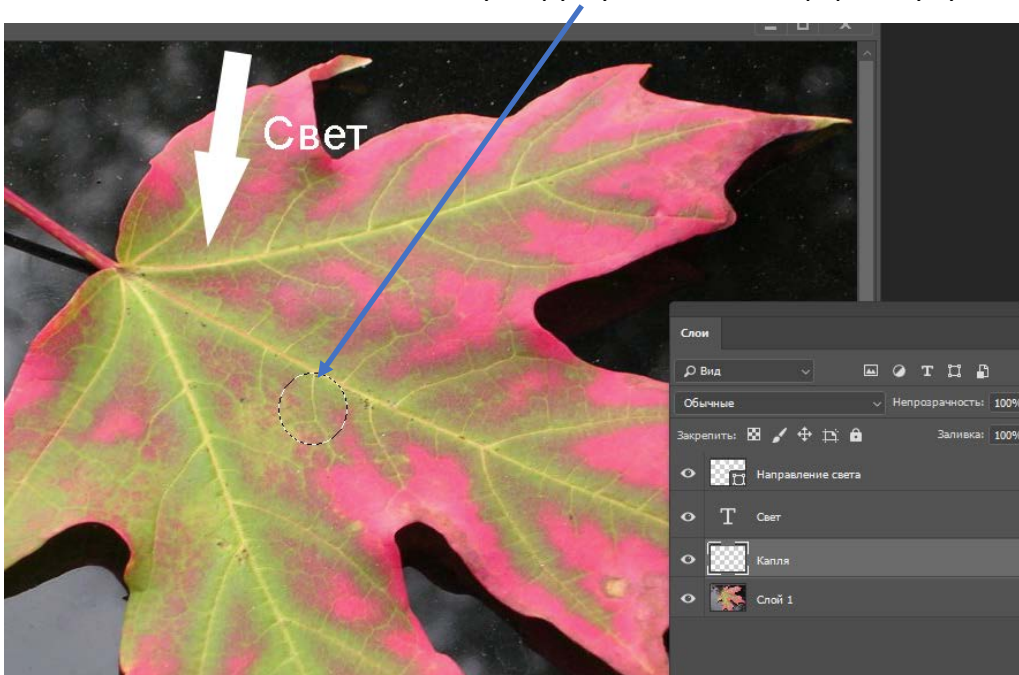 Свет
Слои
Вид
Обычные
Непрозрачность: 100%
Закрепить:
Заливка: 100%
Направление света
T Свет
Капля
Слой 1